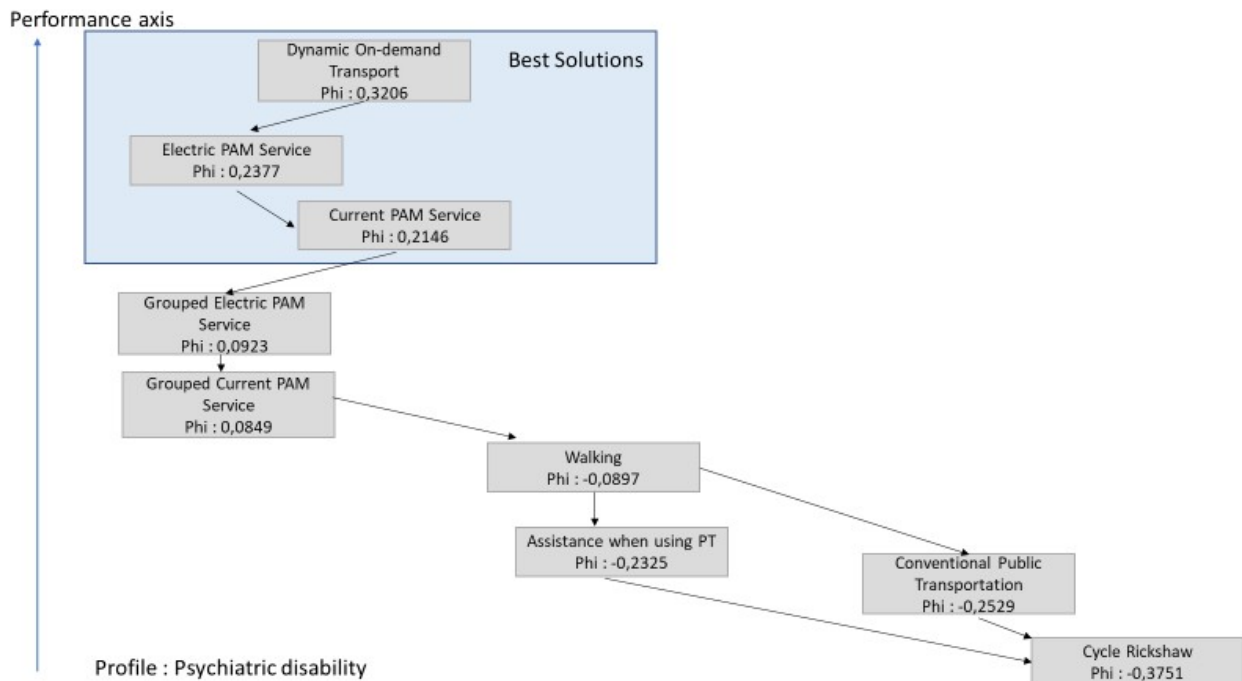 Performance axis
Dynamic On-demand
Transport
Phi : 0,3206
Best Solutions
Electric PAM Service
Phi : 0,2377
Current PAM Service
Phi : 0,2146
Grouped Electric PAM
Service
Phi : 0,0923
Grouped Current PAM
Service
Phi : 0,0849
Walking
Phi : -0,0897
Assistance when using PT
Phi : -0,2325
Conventional Public
Transportation
Phi : -0,2529
Cycle Rickshaw
Phi : -0,3751
Profile : Psychiatric disability